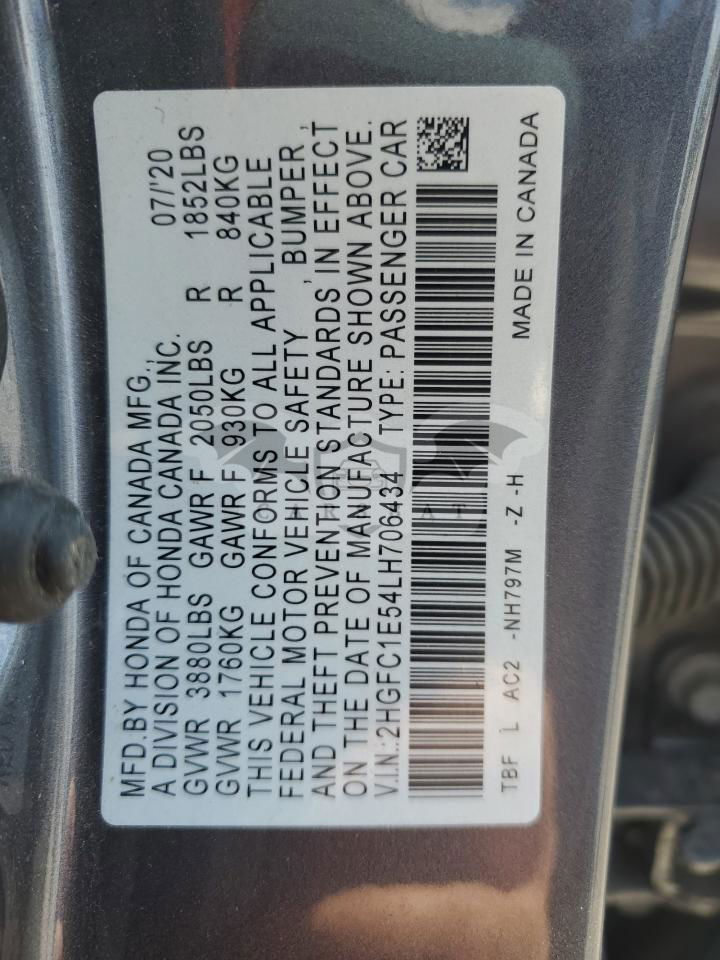 MFD.BY HONDA OF CANADA MFG., 07/'20
A DIVISION OF HONDA CANADA INC.
GVWR 3880LBS GAWR F 2050LBS R 1852LBS
GVWR 1760KG GAWR F 930KG R 840KG
THIS VEHICLE CONFORMS TO ALL APPLICABLE
FEDERAL MOTOR VEHICLE SAFETY , BUMPER ,
AND THEFT PREVENTION STANDARDS IN EFFECT
ON THE DATE OF MANUFACTURE SHOWN ABOVE.
V.I.N.:2HGFC1E54LH706434 TYPE: PASSENGER CAR
TBF L AC2 -NH797M -Z -H MADE IN CANADA